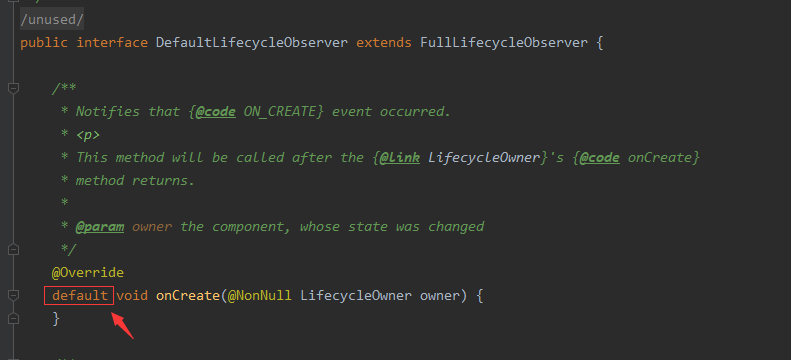 /unused/
public interface DefaultLifecycleObserver extends FullLifecycleObserver {
/**
* Notifies that {@code ON_CREATE} event occurred.
* <p>
* This method will be called after the {@link LifecycleOwner}'s {@code onCreate}
* method returns.
*
* @param owner the component, whose state was changed
*/
@Override
default void onCreate(@NonNull LifecycleOwner owner) {
}